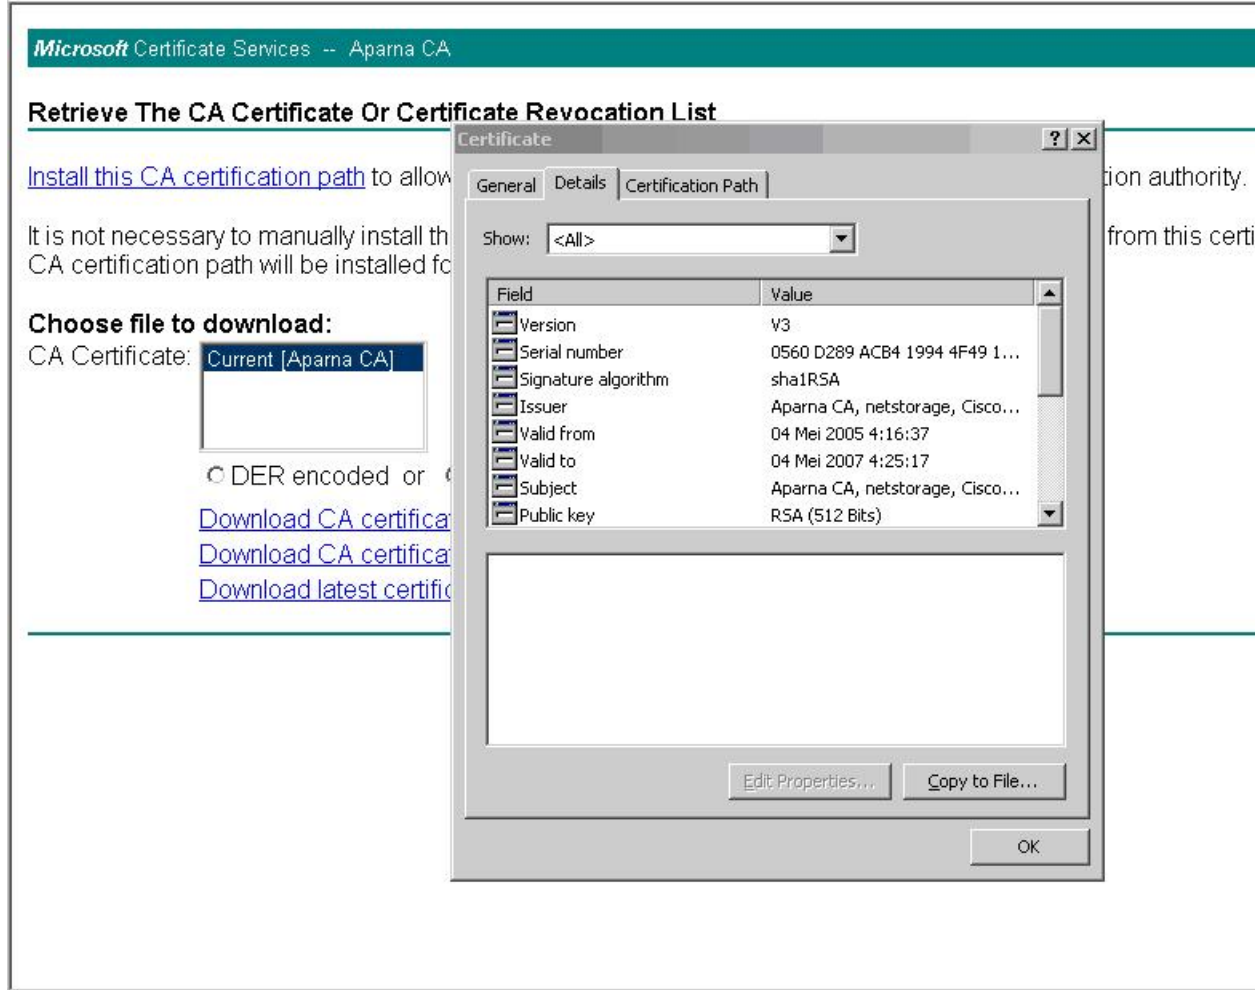 Microsoft Certificate Services -- Aparna CA
Retrieve The CA Certificate Or Certificate Revocation List
Install this CA certification path to allow
tion authority.
It is not necessary to manually install th
from this certi
CA certification path will be installed fo
Choose file to download:
CA Certificate:
Current [Aparna CA]
DER encoded or
Download CA certifica
Download CA certifica
Download latest certific
Certificate
General Details Certification Path
Show: <All>
Field Value
Version V3
Serial number 0560 D289 ACB4 1994 4F49 1...
Signature algorithm sha1RSA
Issuer Aparna CA, netstorage, Cisco...
Valid from 04 Mei 2005 4:16:37
Valid to 04 Mei 2007 4:25:17
Subject Aparna CA, netstorage, Cisco...
Public key RSA (512 Bits)
Edit Properties... Copy to File...
OK